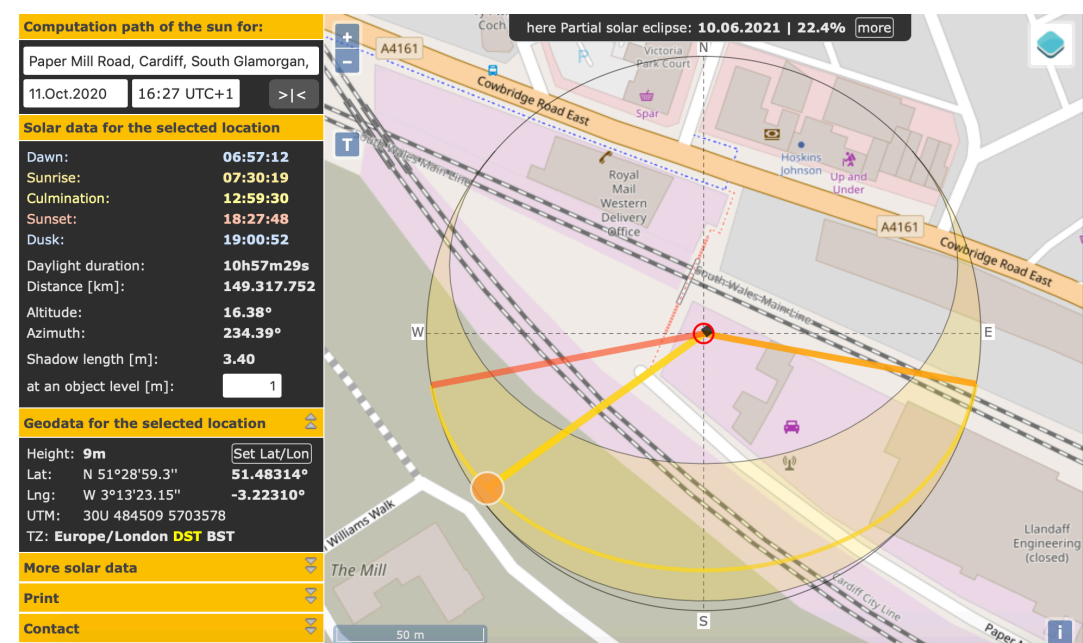 Computation path of the sun for:
Paper Mill Road, Cardiff, South Glamorgan,
11.Oct.2020 16:27 UTC+1 >|<
Solar data for the selected location
Dawn: 06:57:12
Sunrise: 07:30:19
Culmination: 12:59:30
Sunset: 18:27:48
Dusk: 19:00:52
Daylight duration: 10h57m29s
Distance [km]: 149.317.752
Altitude: 16.38°
Azimuth: 234.39°
Shadow length [m]: 3.40
at an object level [m]: 1
Geodata for the selected location
Height: 9m Set Lat/Lon
Lat: N 51°28'59.3'' 51.48314°
Lng: W 3°13'23.15'' -3.22310°
UTM: 30U 484509 5703578
TZ: Europe/London DST BST
More solar data
Print
Contact
+
-
T
here Partial solar eclipse: 10.06.2021 | 22.4% more
Coch
A4161
N
Victoria
Park Court
P
Cowbridge Road East
Spar
South Wales Main Line
Royal
Mail
Western
Delivery
Office
Hoskins
Johnson
Up and
Under
A4161
Cowbridge Road East
South Wales Main Line
W
E
Williams Walk
The Mill
Llandaff
Engineering
(closed)
Cardiff City Line
S
Paper
50 m
i